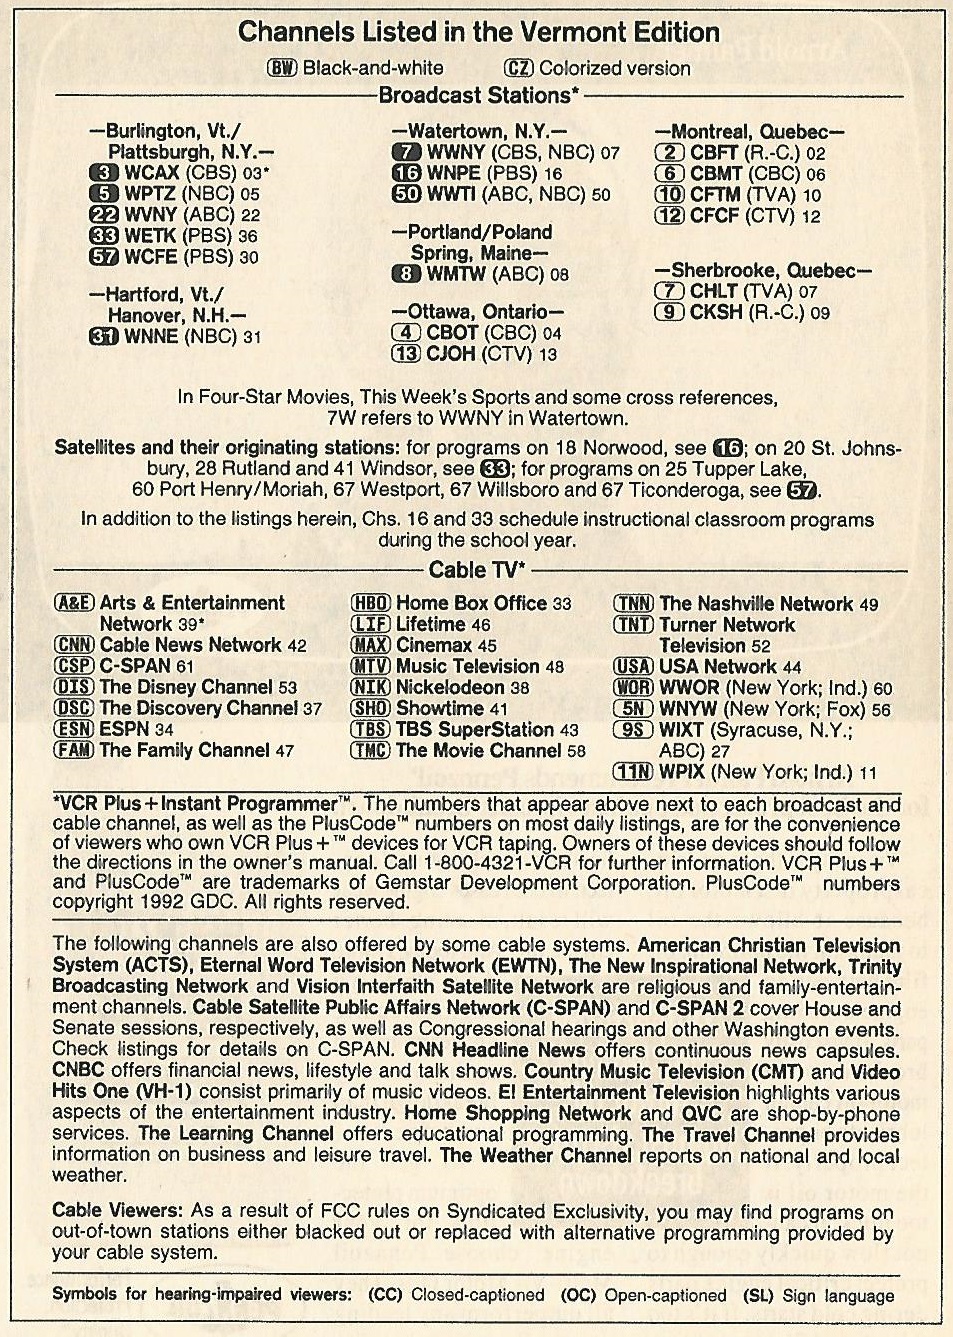 Channels Listed in the Vermont Edition
BW Black-and-white CZ Colorized version
Broadcast Stations*
—Burlington, Vt./
Plattsburgh, N.Y.—
3 WCAX (CBS) 03*
5 WPTZ (NBC) 05
22 WVNY (ABC) 22
33 WETK (PBS) 36
57 WCFE (PBS) 30
—Hartford, Vt./
Hanover, N.H.—
31 WNNE (NBC) 31
—Watertown, N.Y.—
7 WWNY (CBS, NBC) 07
16 WNPE (PBS) 16
50 WWTI (ABC, NBC) 50
—Portland/Poland
Spring, Maine—
8 WMTW (ABC) 08
—Ottawa, Ontario—
4 CBOT (CBC) 04
13 CJOH (CTV) 13
—Montreal, Quebec—
2 CBFT (R.-C.) 02
6 CBMT (CBC) 06
10 CFTM (TVA) 10
12 CFCF (CTV) 12
—Sherbrooke, Quebec—
7 CHLT (TVA) 07
9 CKSH (R.-C.) 09
In Four-Star Movies, This Week's Sports and some cross references,
7W refers to WWNY in Watertown.
Satellites and their originating stations: for programs on 18 Norwood, see 16; on 20 St. Johns-
bury, 28 Rutland and 41 Windsor, see 33; for programs on 25 Tupper Lake,
60 Port Henry/Moriah, 67 Westport, 67 Willsboro and 67 Ticonderoga, see 57.
In addition to the listings herein, Chs. 16 and 33 schedule instructional classroom programs
during the school year.
Cable TV*
A&E Arts & Entertainment
Network 39*
CNN Cable News Network 42
CSP C-SPAN 61
DIS The Disney Channel 53
DSC The Discovery Channel 37
ESN ESPN 34
FAM The Family Channel 47
HBO Home Box Office 33
LIF Lifetime 46
MAX Cinemax 45
MTV Music Television 48
NIK Nickelodeon 38
SHO Showtime 41
TBS TBS SuperStation 43
TMC The Movie Channel 58
TNN The Nashville Network 49
TNT Turner Network
Television 52
USA USA Network 44
WOR WWOR (New York; Ind.) 60
5N WNYW (New York; Fox) 56
9S WIXT (Syracuse, N.Y.;
ABC) 27
11N WPIX (New York; Ind.) 11
*VCR Plus+Instant Programmer™. The numbers that appear above next to each broadcast and
cable channel, as well as the PlusCode™ numbers on most daily listings, are for the convenience
of viewers who own VCR Plus+™ devices for VCR taping. Owners of these devices should follow
the directions in the owner's manual. Call 1-800-4321-VCR for further information. VCR Plus+™
and PlusCode™ are trademarks of Gemstar Development Corporation. PlusCode™ numbers
copyright 1992 GDC. All rights reserved.
The following channels are also offered by some cable systems. American Christian Television
System (ACTS), Eternal Word Television Network (EWTN), The New Inspirational Network, Trinity
Broadcasting Network and Vision Interfaith Satellite Network are religious and family-entertain-
ment channels. Cable Satellite Public Affairs Network (C-SPAN) and C-SPAN 2 cover House and
Senate sessions, respectively, as well as Congressional hearings and other Washington events.
Check listings for details on C-SPAN. CNN Headline News offers continuous news capsules.
CNBC offers financial news, lifestyle and talk shows. Country Music Television (CMT) and Video
Hits One (VH-1) consist primarily of music videos. E! Entertainment Television highlights various
aspects of the entertainment industry. Home Shopping Network and QVC are shop-by-phone
services. The Learning Channel offers educational programming. The Travel Channel provides
information on business and leisure travel. The Weather Channel reports on national and local
weather.
Cable Viewers: As a result of FCC rules on Syndicated Exclusivity, you may find programs on
out-of-town stations either blacked out or replaced with alternative programming provided by
your cable system.
Symbols for hearing-impaired viewers: (CC) Closed-captioned (OC) Open-captioned (SL) Sign language